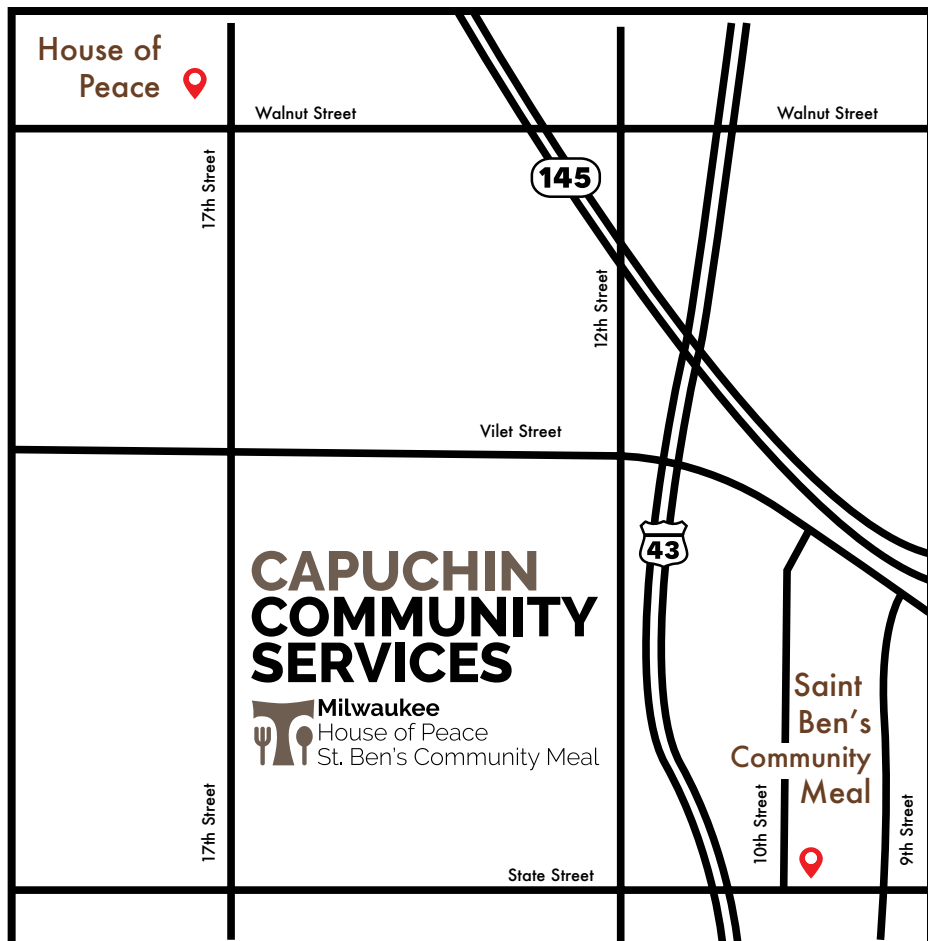 House of
Peace
Walnut Street
Walnut Street
145
17th Street
12th Street
Vilet Street
43
CAPUCHIN
COMMUNITY
SERVICES
Milwaukee
House of Peace
St. Ben's Community Meal
Saint
Ben's
Community
Meal
17th Street
10th Street
9th Street
State Street